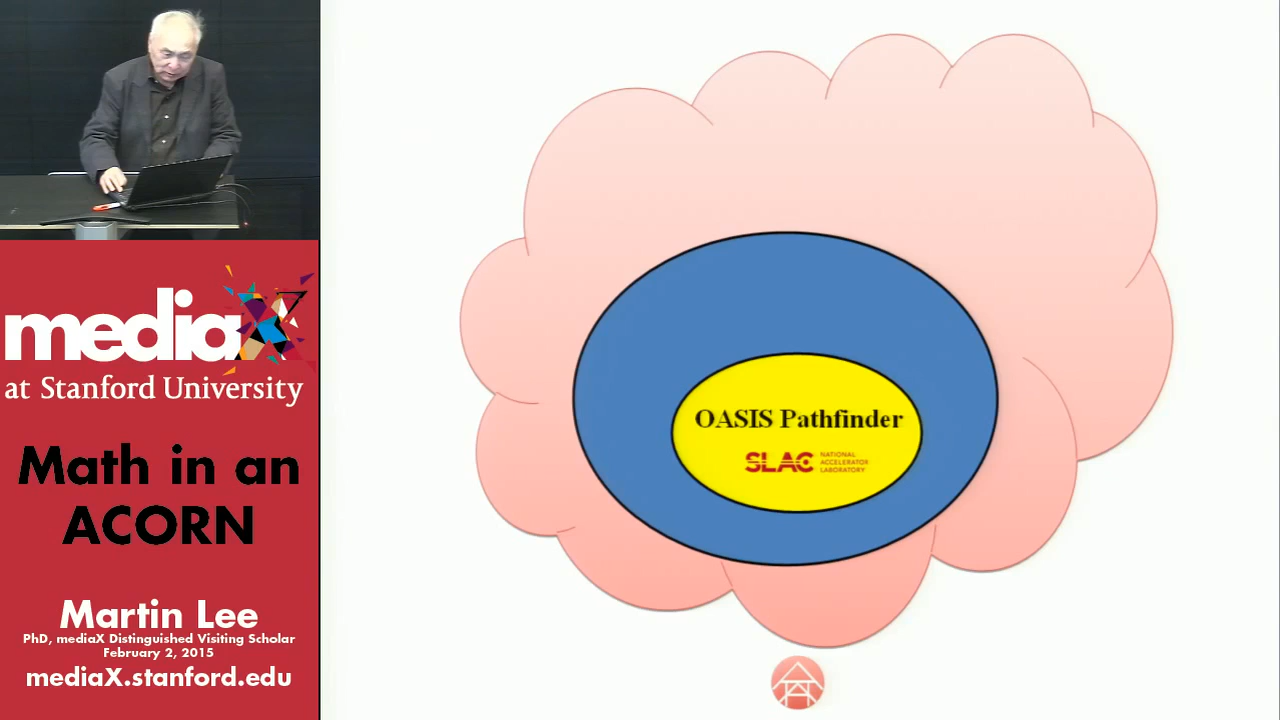 mediaX
at Stanford University
Math in an
ACORN
Martin Lee
PhD, mediaX Distinguished Visiting Scholar
February 2, 2015
mediaX.stanford.edu
OASIS Pathfinder
SLAC NATIONAL
ACCELERATOR
LABORATORY